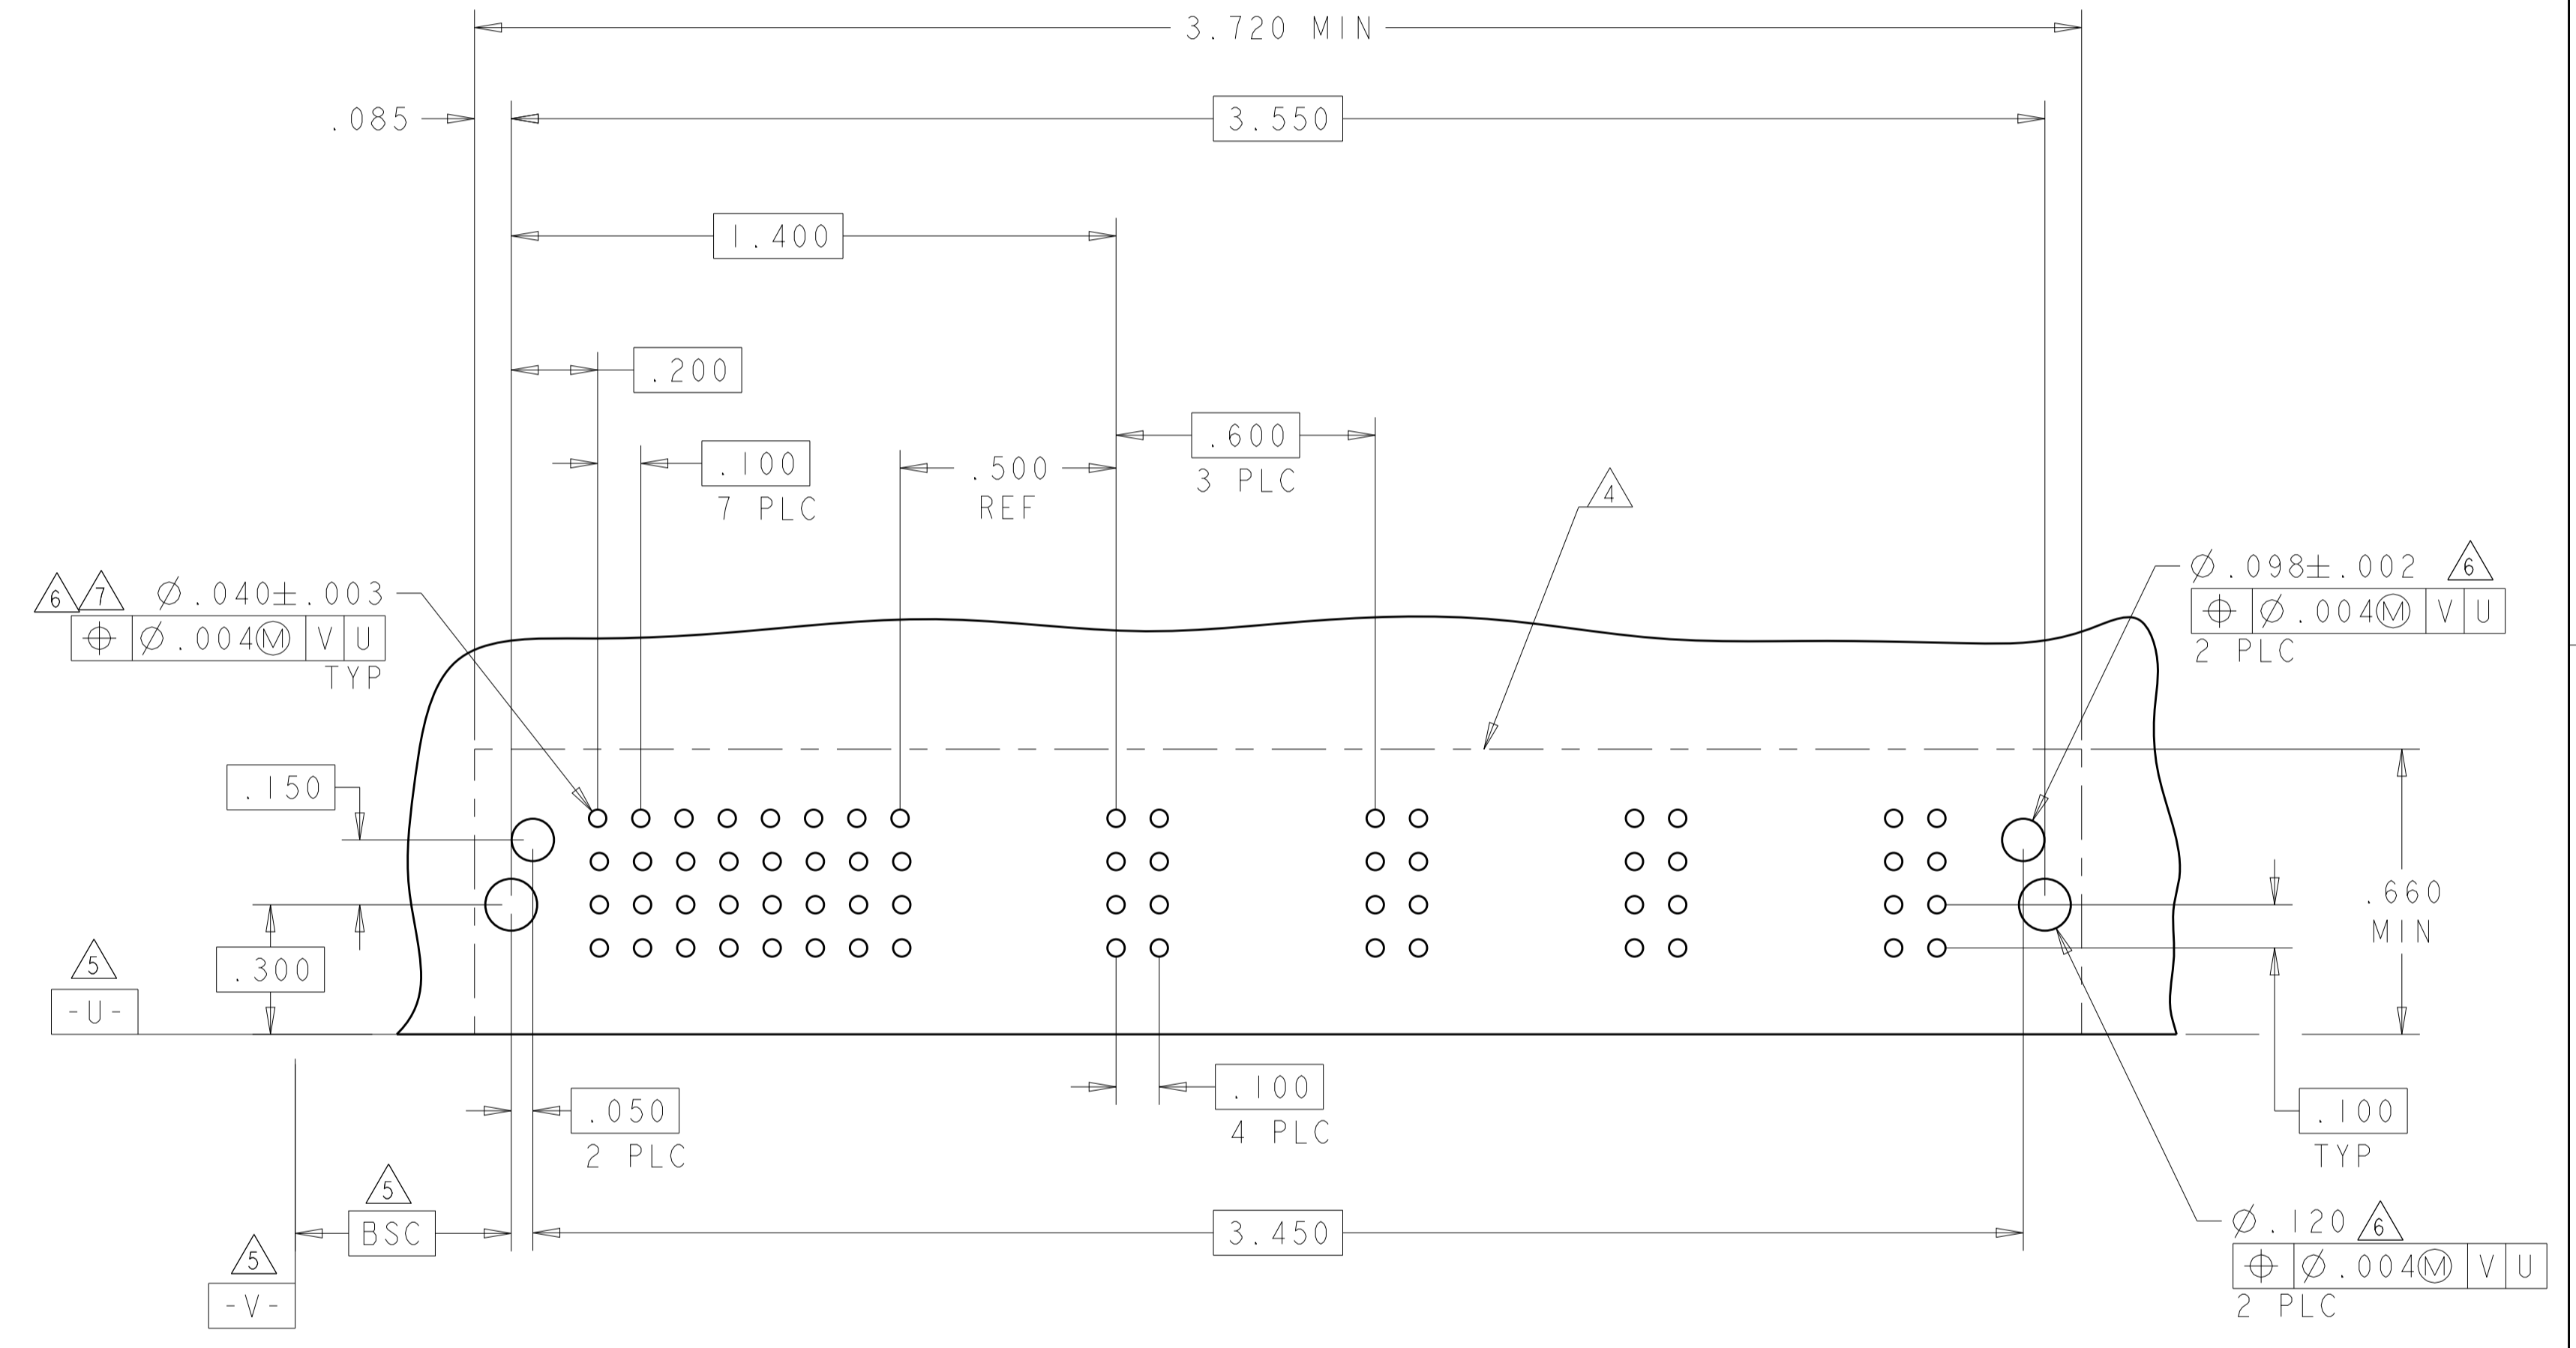 3.720 MIN
.085
3.550
1.400
.200
.600
3 PLC
.100
7 PLC
.500
REF
4
6 7 Ø.040±.003
⌖ Ø.004Ⓜ V U
TYP
Ø.098±.002 6
⌖ Ø.004Ⓜ V U
2 PLC
.150
.660
MIN
5
.300
-U-
.100
4 PLC
.050
2 PLC
.100
TYP
5
BSC
3.450
5
-V-
Ø.120 6
⌖ Ø.004Ⓜ V U
2 PLC